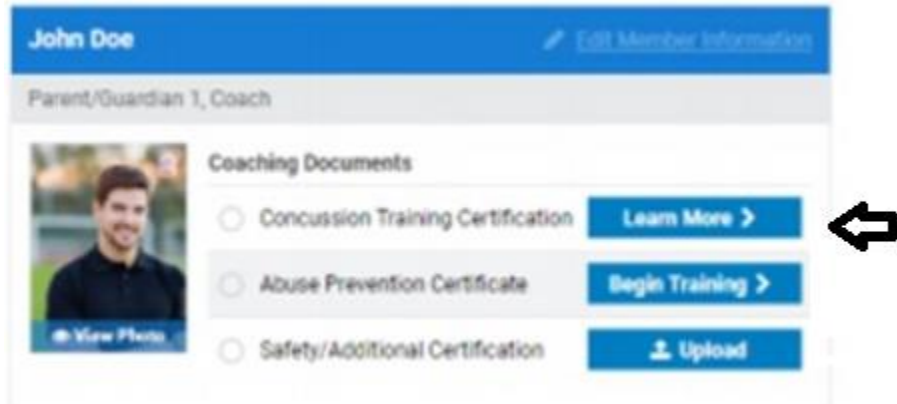 John Doe
Edit Member Information
Parent/Guardian 1, Coach
Coaching Documents
Concussion Training Certification
Learn More >
Abuse Prevention Certificate
Begin Training >
View Photo
Safety/Additional Certification
Upload